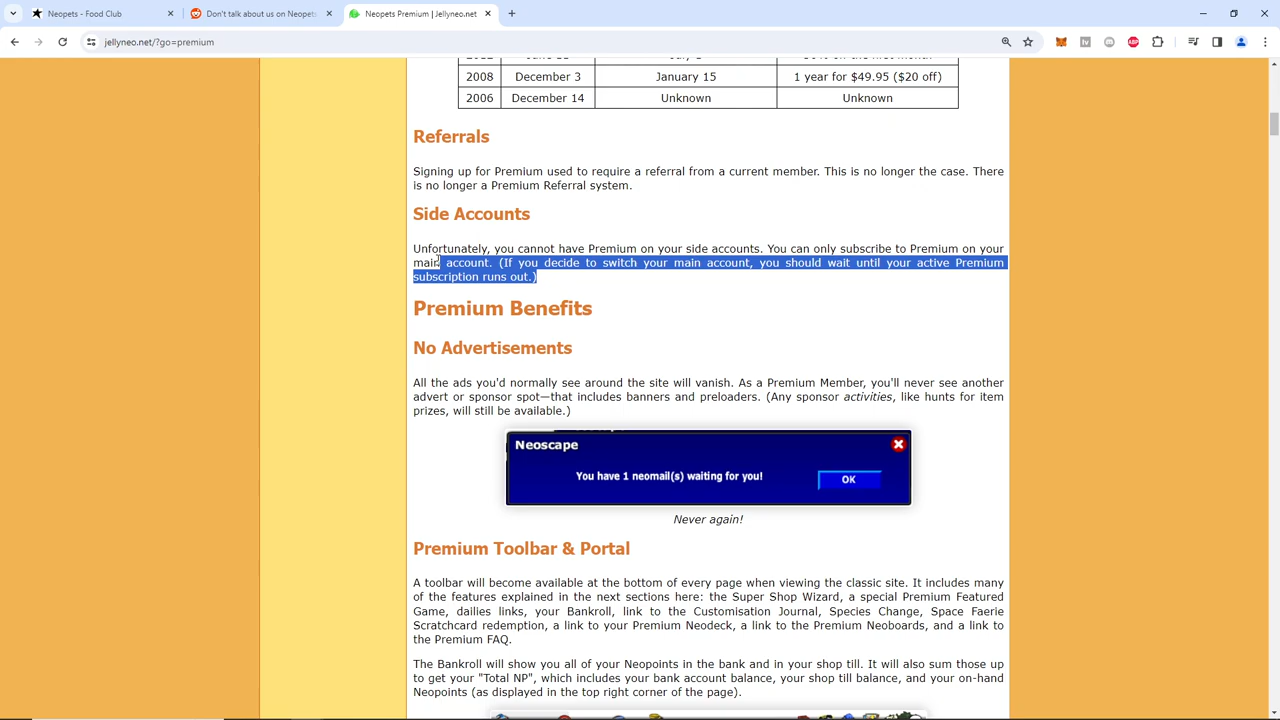 Neopets - Food Club
Don't talk about us on Neopets
Neopets Premium | Jellyneo.net
jellyneo.net/?go=premium
2008 December 3 January 15 1 year for $49.95 ($20 off)
2006 December 14 Unknown Unknown
Referrals
Signing up for Premium used to require a referral from a current member. This is no longer the case. There
is no longer a Premium Referral system.
Side Accounts
Unfortunately, you cannot have Premium on your side accounts. You can only subscribe to Premium on your
main account. (If you decide to switch your main account, you should wait until your active Premium
subscription runs out.)
Premium Benefits
No Advertisements
All the ads you'd normally see around the site will vanish. As a Premium Member, you'll never see another
advert or sponsor spot—that includes banners and preloaders. (Any sponsor activities, like hunts for item
prizes, will still be available.)
Neoscape
You have 1 neomail(s) waiting for you!
OK
Never again!
Premium Toolbar & Portal
A toolbar will become available at the bottom of every page when viewing the classic site. It includes many
of the features explained in the next sections here: the Super Shop Wizard, a special Premium Featured
Game, dailies links, your Bankroll, link to the Customisation Journal, Species Change, Space Faerie
Scratchcard redemption, a link to your Premium Neodeck, a link to the Premium Neoboards, and a link to
the Premium FAQ.
The Bankroll will show you all of your Neopoints in the bank and in your shop till. It will also sum those up
to get your "Total NP", which includes your bank account balance, your shop till balance, and your on-hand
Neopoints (as displayed in the top right corner of the page).